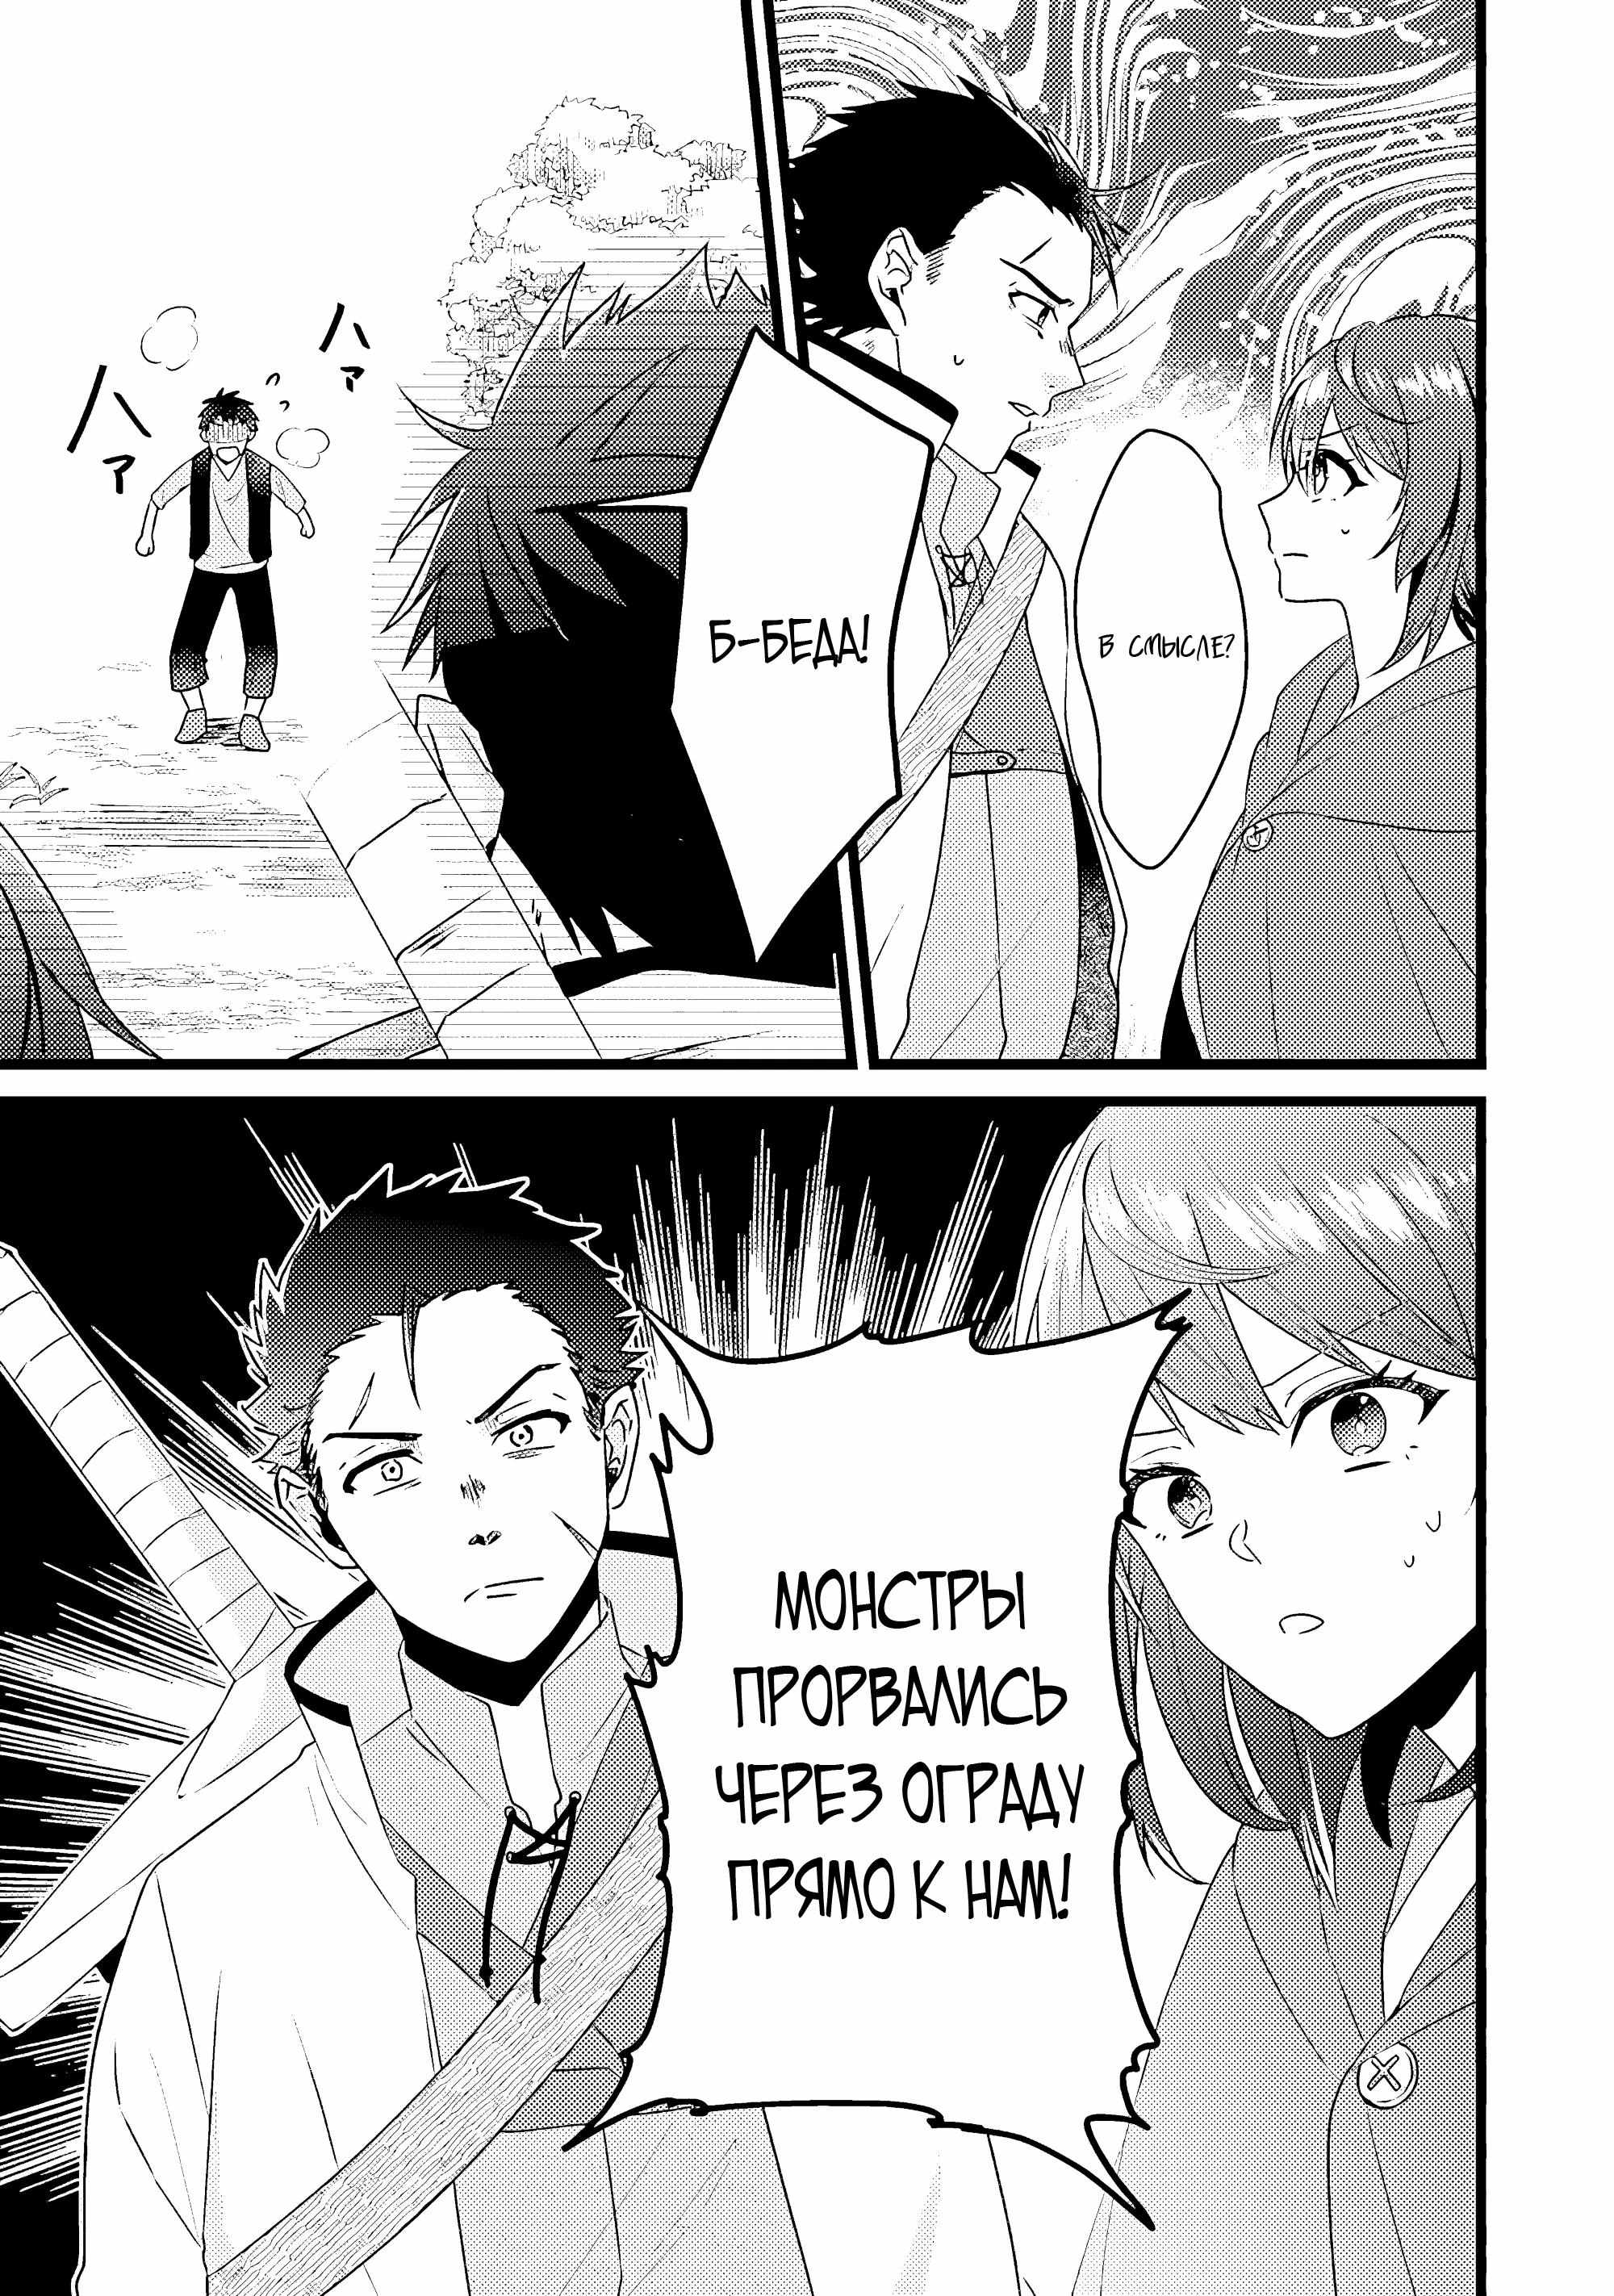 В СМЫСЛЕ?
Б-БЕДА!
ハァ
ハァ
МОНСТРЫ
ПРОРВАЛИСЬ
ЧЕРЕЗ ОГРАДУ
ПРЯМО К НАМ!